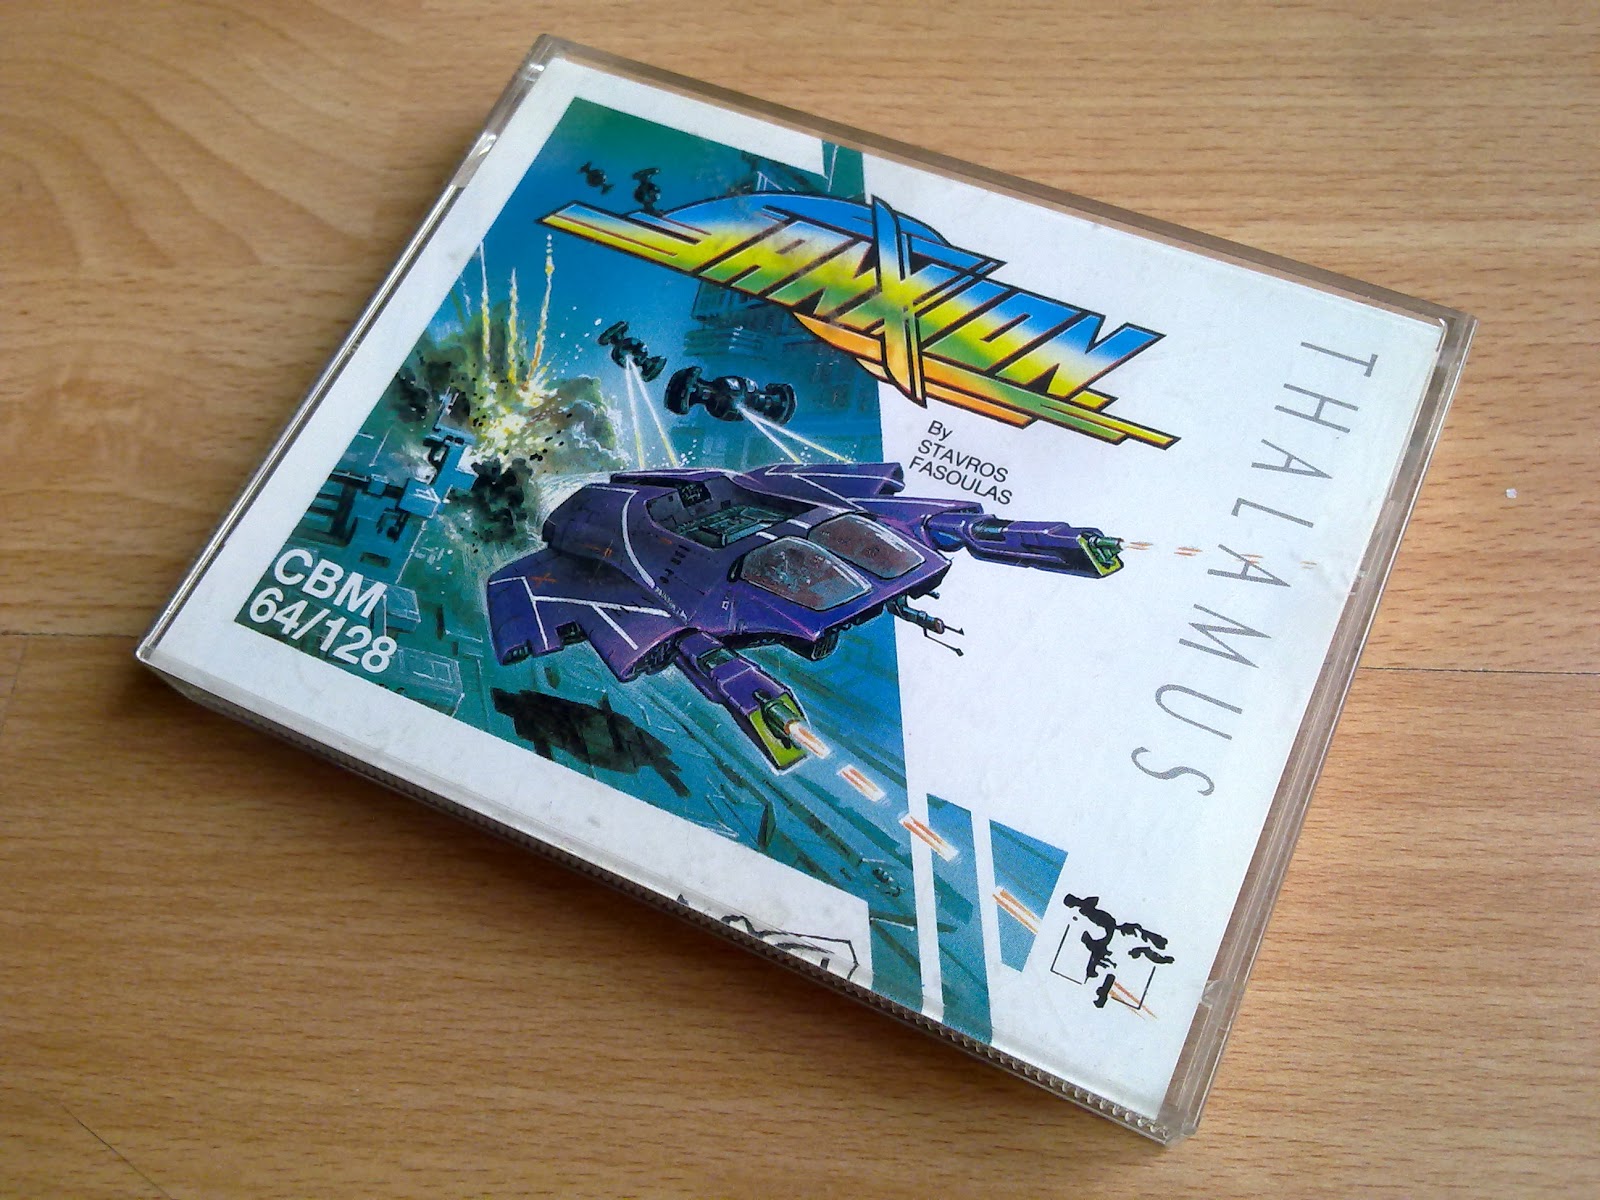 SANXION.
By
STAVROS
FASOULAS
THALAMUS
CBM
64/128